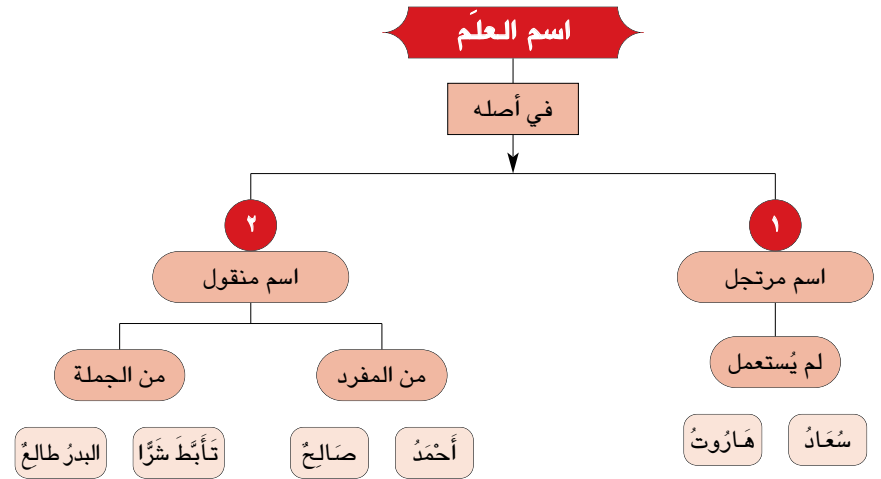 اسم العلَم
في أصله
١
اسم مرتجل
لم يُستعمل
سُعَادُ
هَارُوتُ
٢
اسم منقول
من المفرد
أَحْمَدُ
صَالِحٌ
من الجملة
تَأَبَّطَ شَرًّا
البدرُ طالعٌ